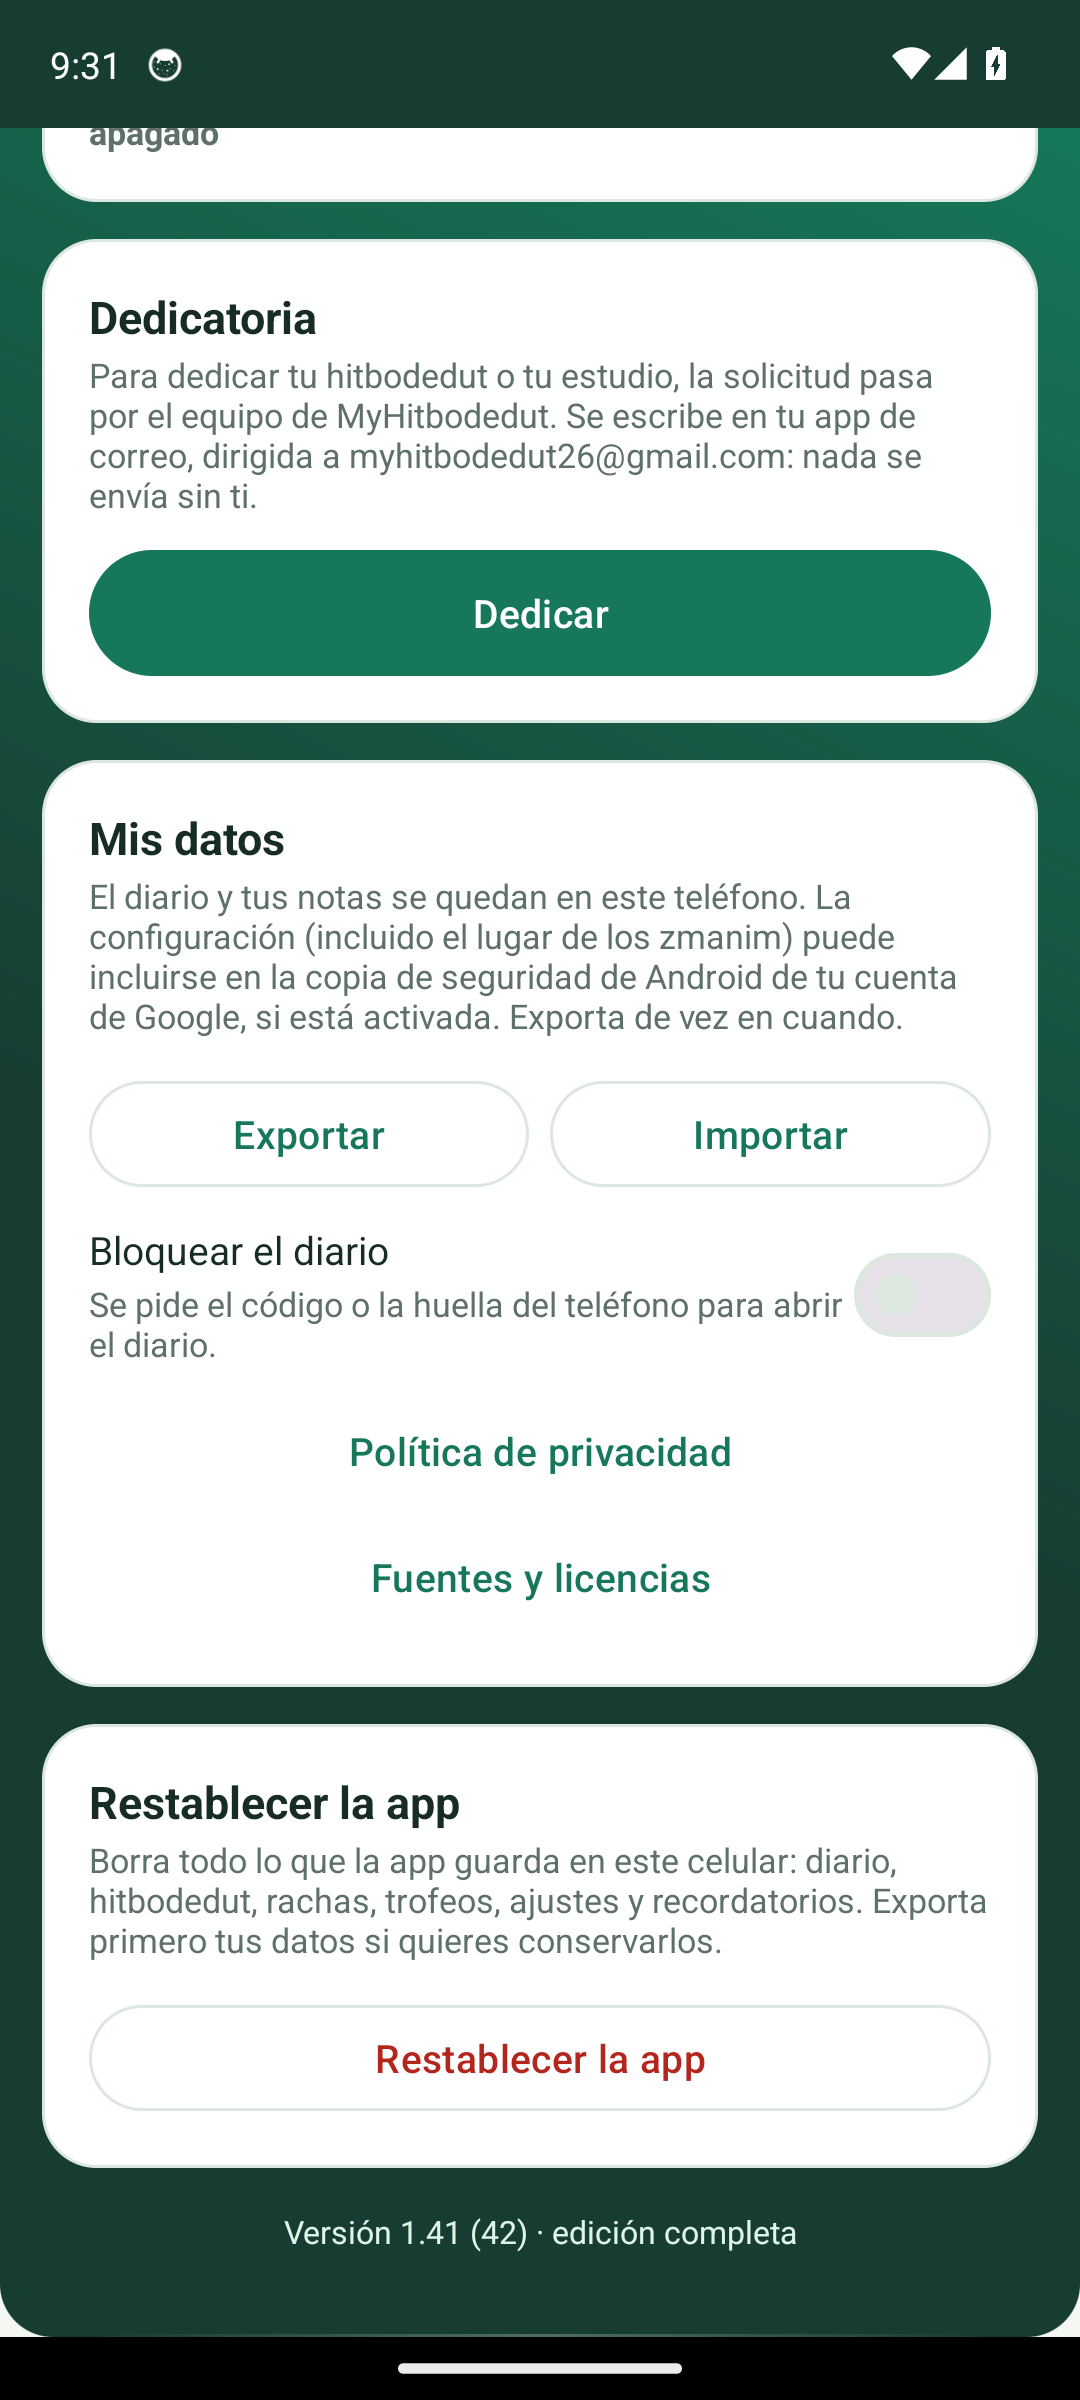 9:31
apagado
Dedicatoria
Para dedicar tu hitbodedut o tu estudio, la solicitud pasa
por el equipo de MyHitbodedut. Se escribe en tu app de
correo, dirigida a myhitbodedut26@gmail.com: nada se
envía sin ti.
Dedicar
Mis datos
El diario y tus notas se quedan en este teléfono. La
configuración (incluido el lugar de los zmanim) puede
incluirse en la copia de seguridad de Android de tu cuenta
de Google, si está activada. Exporta de vez en cuando.
Exportar
Importar
Bloquear el diario
Se pide el código o la huella del teléfono para abrir
el diario.
Política de privacidad
Fuentes y licencias
Restablecer la app
Borra todo lo que la app guarda en este celular: diario,
hitbodedut, rachas, trofeos, ajustes y recordatorios. Exporta
primero tus datos si quieres conservarlos.
Restablecer la app
Versión 1.41 (42) · edición completa